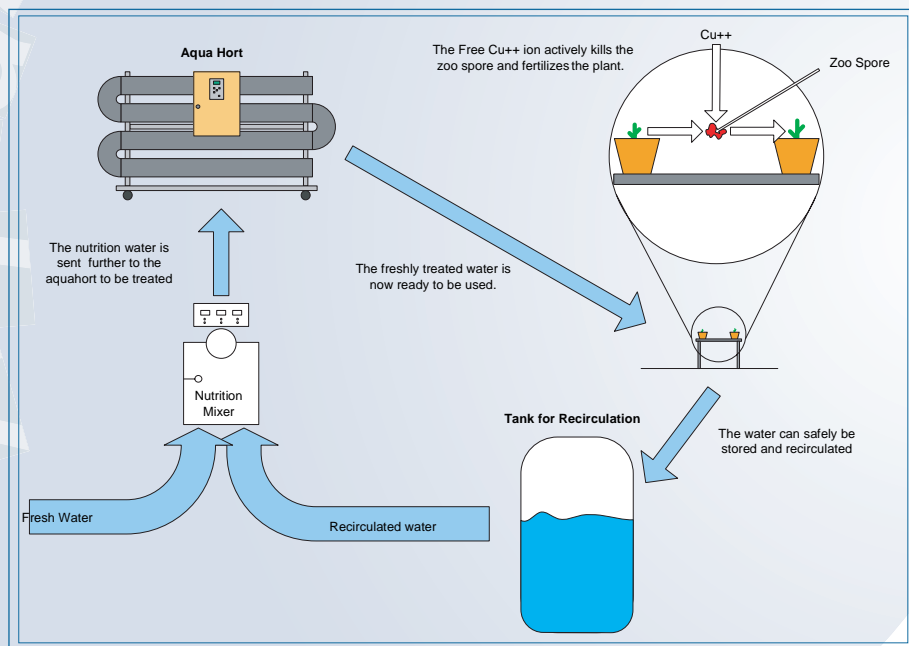 Aqua Hort
The Free Cu++ ion actively kills the
zoo spore and fertilizes the plant.
Cu++
Zoo Spore
The nutrition water is
sent further to the
aquahort to be treated
The freshly treated water is
now ready to be used.
Nutrition
Mixer
Tank for Recirculation
The water can safely be
stored and recirculated
Fresh Water
Recirculated water